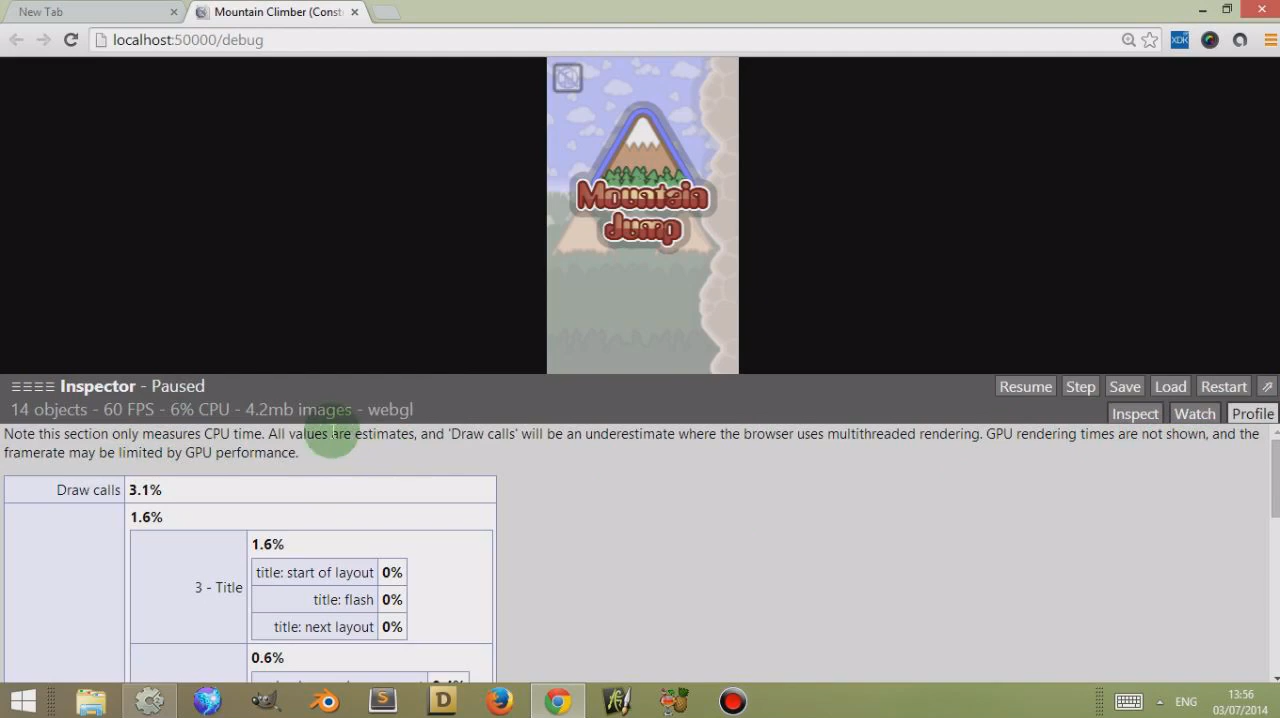 New Tab
Mountain Climber (Const
localhost:50000/debug
XDK
Mountain
Jump
Inspector - Paused
Resume
Step
Save
Load
Restart
14 objects - 60 FPS - 6% CPU - 4.2mb images - webgl
Inspect
Watch
Profile
Note this section only measures CPU time. All values are estimates, and 'Draw calls' will be an underestimate where the browser uses multithreaded rendering. GPU rendering times are not shown, and the
framerate may be limited by GPU performance.
Draw calls 3.1%
1.6%
1.6%
title: start of layout 0%
3 - Title
title: flash 0%
title: next layout 0%
0.6%
ENG
13:56
03/07/2014